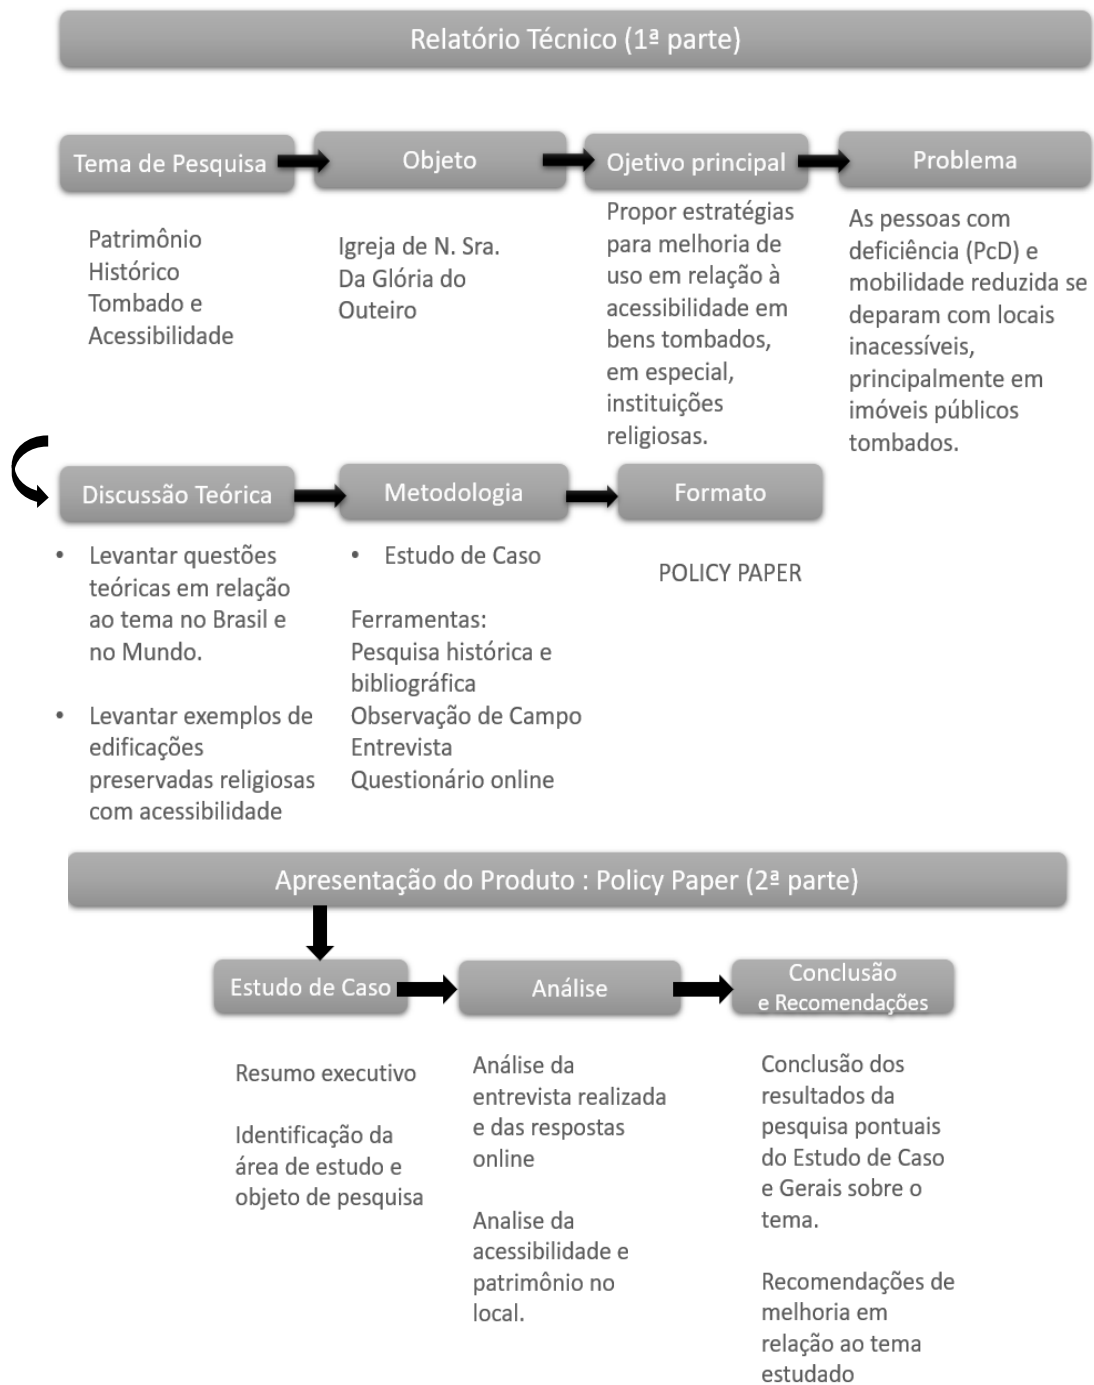 Relatório Técnico (1ª parte)
Tema de Pesquisa
Patrimônio
Histórico
Tombado e
Acessibilidade
Objeto
Igreja de N. Sra.
Da Glória do
Outeiro
Ojetivo principal
Propor estratégias
para melhoria de
uso em relação à
acessibilidade em
bens tombados,
em especial,
instituições
religiosas.
Problema
As pessoas com
deficiência (PcD) e
mobilidade reduzida se
deparam com locais
inacessíveis,
principalmente em
imóveis públicos
tombados.
Discussão Teórica
• Levantar questões
teóricas em relação
ao tema no Brasil e
no Mundo.
• Levantar exemplos de
edificações
preservadas religiosas
com acessibilidade
Metodologia
• Estudo de Caso
Ferramentas:
Pesquisa histórica e
bibliográfica
Observação de Campo
Entrevista
Questionário online
Formato
POLICY PAPER
Apresentação do Produto : Policy Paper (2ª parte)
Estudo de Caso
Resumo executivo
Identificação da
área de estudo e
objeto de pesquisa
Análise
Análise da
entrevista realizada
e das respostas
online
Analise da
acessibilidade e
patrimônio no
local.
Conclusão
e Recomendações
Conclusão dos
resultados da
pesquisa pontuais
do Estudo de Caso
e Gerais sobre o
tema.
Recomendações de
melhoria em
relação ao tema
estudado